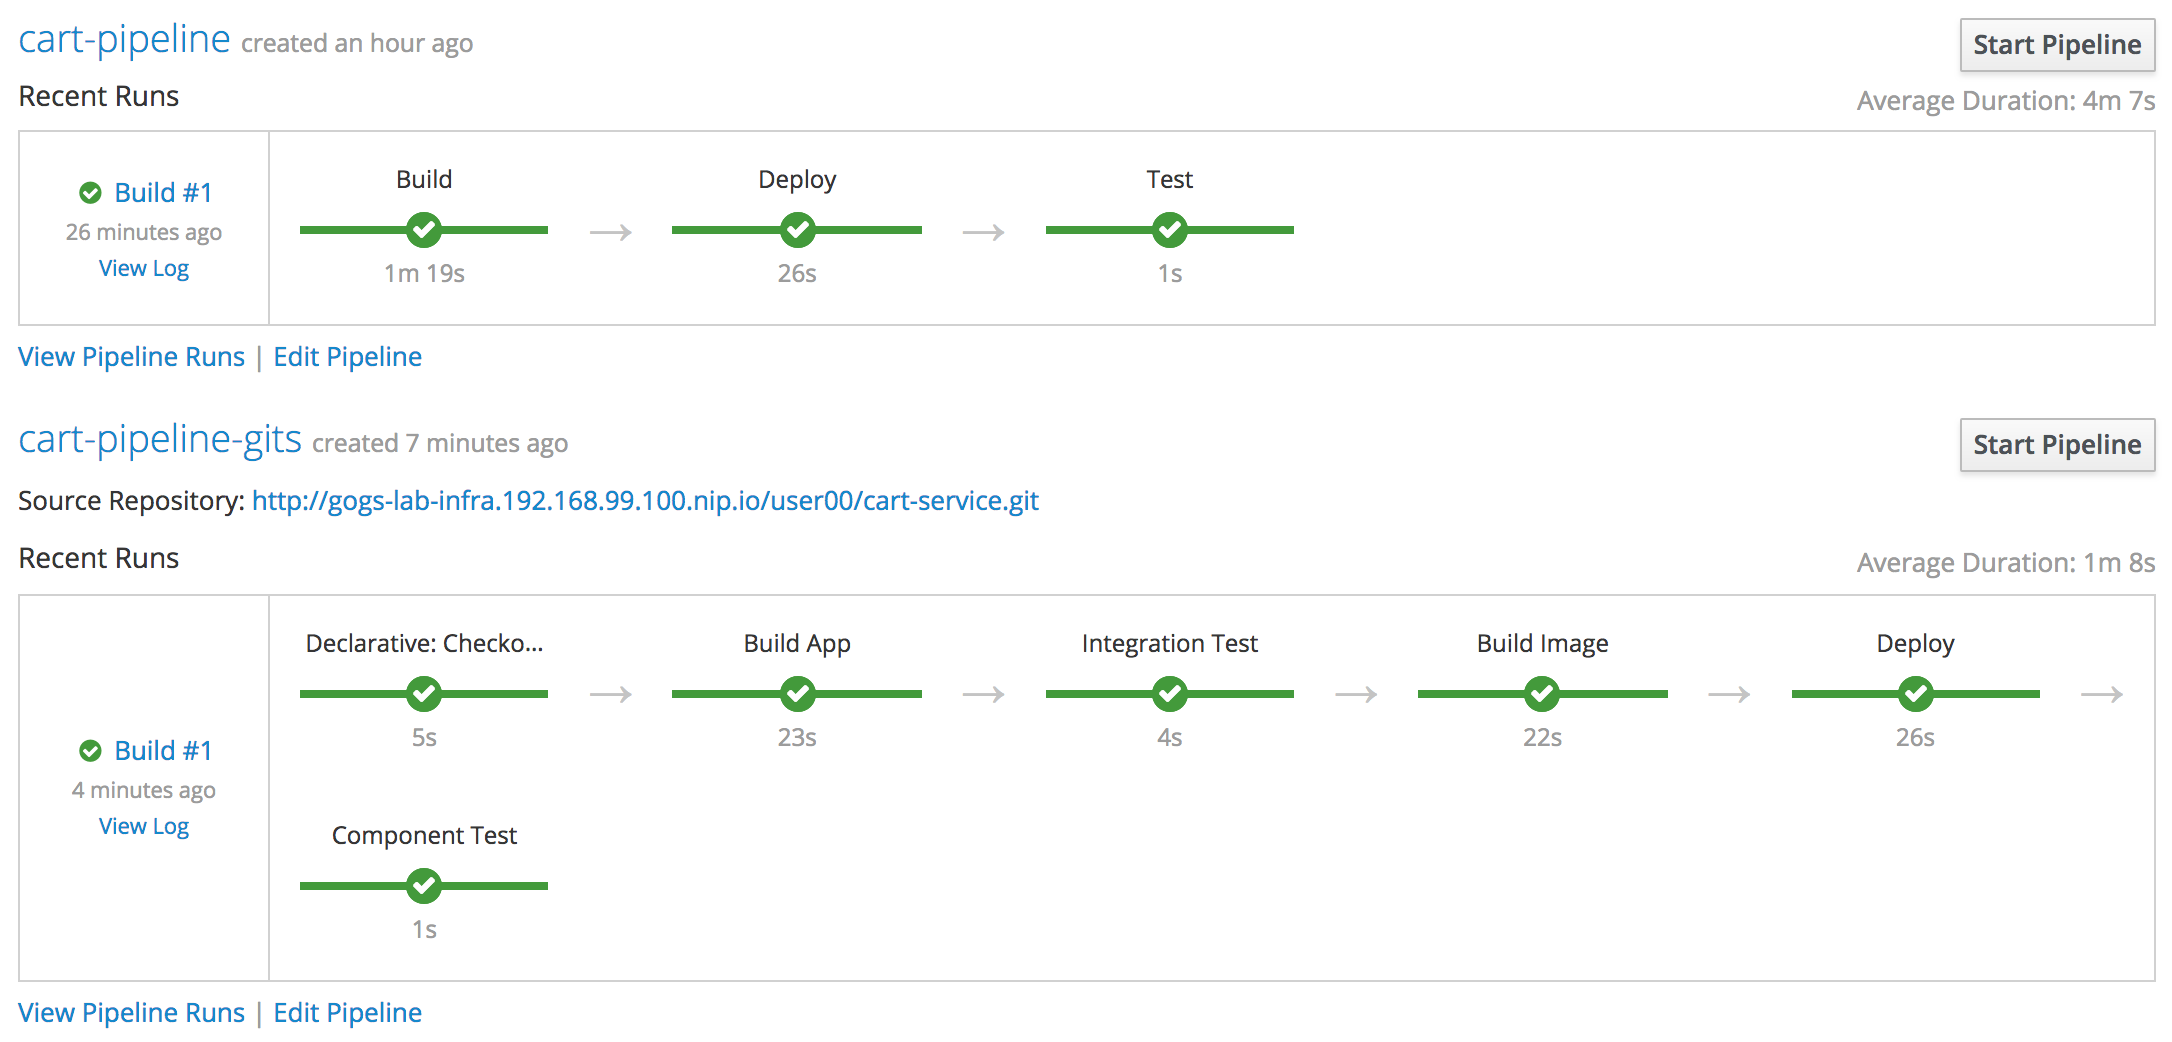 cart-pipeline created an hour ago
Start Pipeline
Recent Runs
Average Duration: 4m 7s
Build #1
26 minutes ago
View Log
Build
1m 19s
Deploy
26s
Test
1s
View Pipeline Runs | Edit Pipeline
cart-pipeline-gits created 7 minutes ago
Start Pipeline
Source Repository: http://gogs-lab-infra.192.168.99.100.nip.io/user00/cart-service.git
Recent Runs
Average Duration: 1m 8s
Build #1
4 minutes ago
View Log
Declarative: Checko...
5s
Build App
23s
Integration Test
4s
Build Image
22s
Deploy
26s
Component Test
1s
View Pipeline Runs | Edit Pipeline